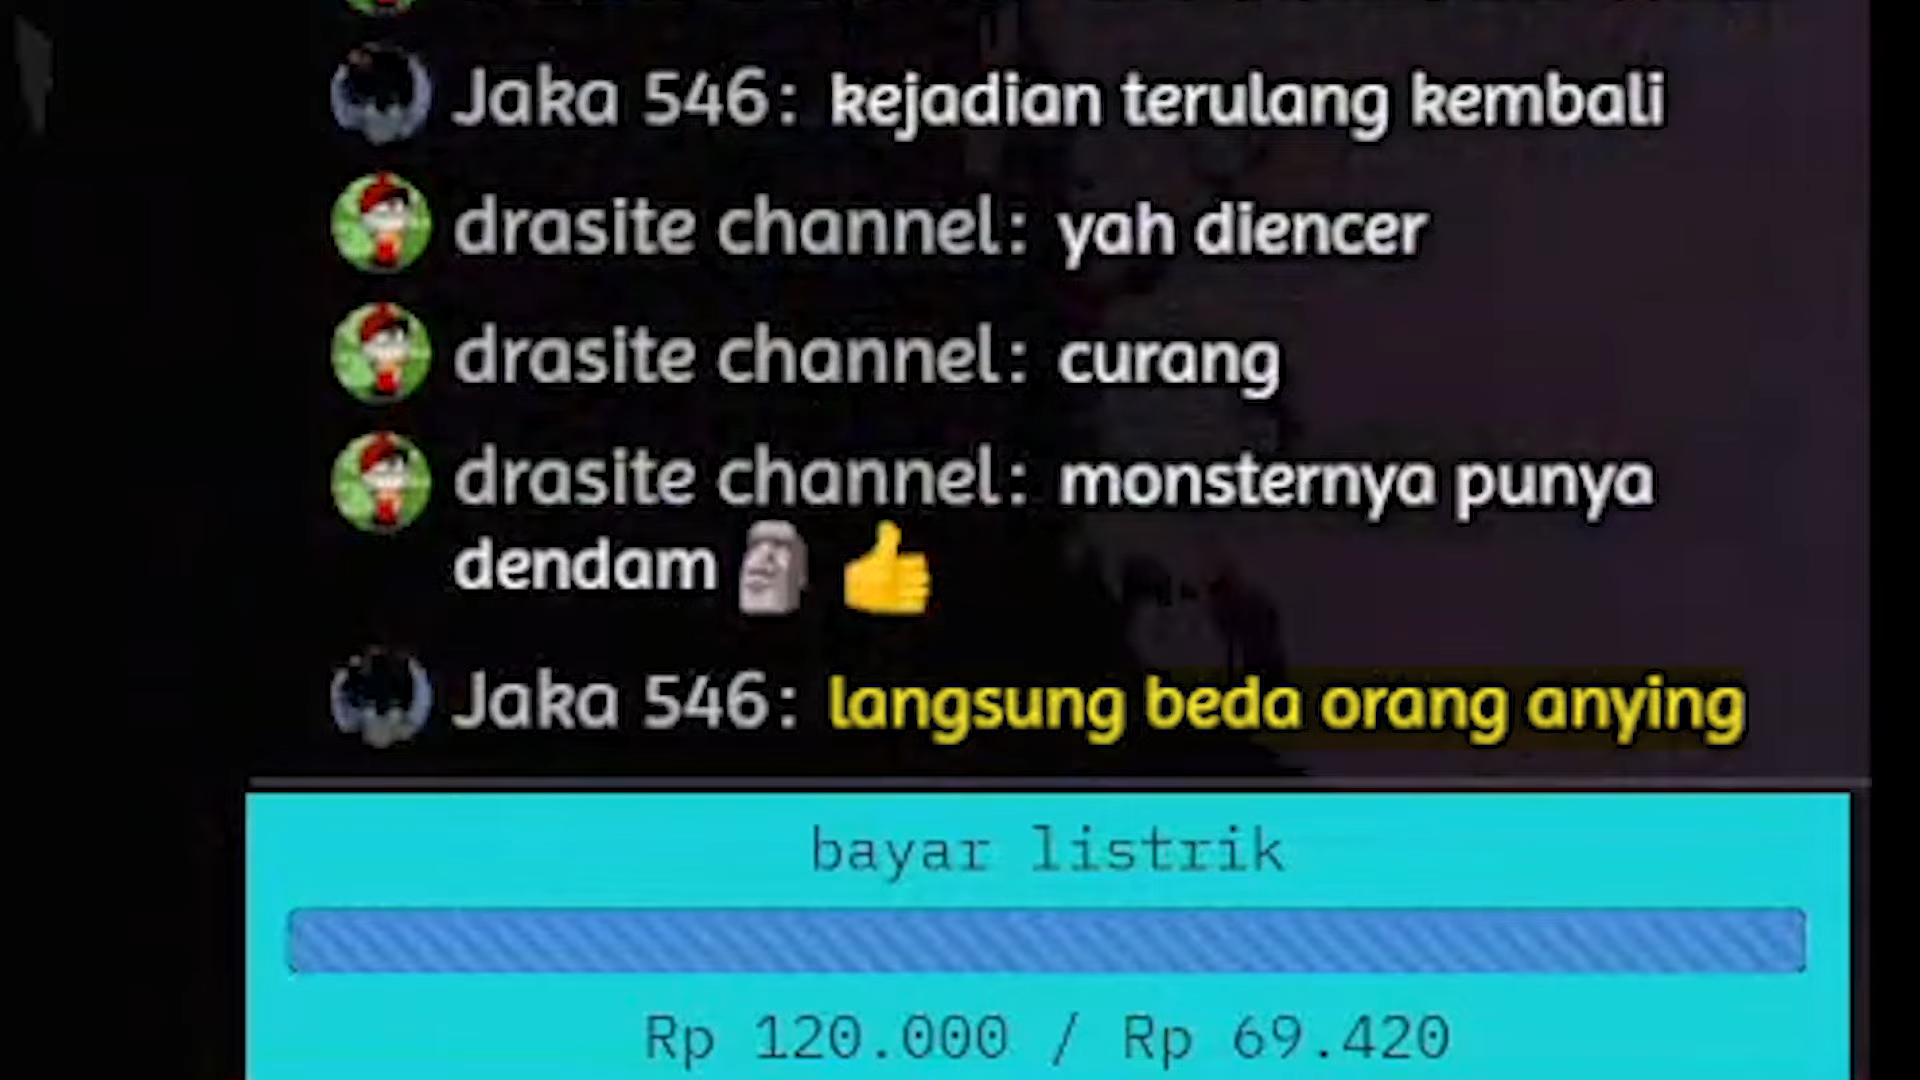 Jaka 546: kejadian terulang kembali
drasite channel: yah diencer
drasite channel: curang
drasite channel: monsternya punya
dendam 🗿 👍
Jaka 546: langsung beda orang anying
bayar listrik
Rp 120.000 / Rp 69.420